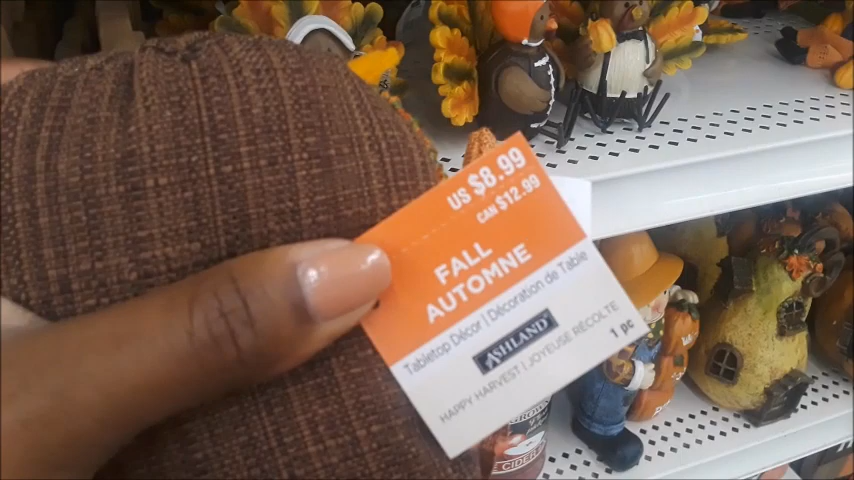 US $8.99
CAN $12.99
FALL
AUTOMNE
Tabletop Décor | Décoration de Table
ASHLAND
HAPPY HARVEST | JOYEUSE RÉCOLTE
1 pc
CIDER